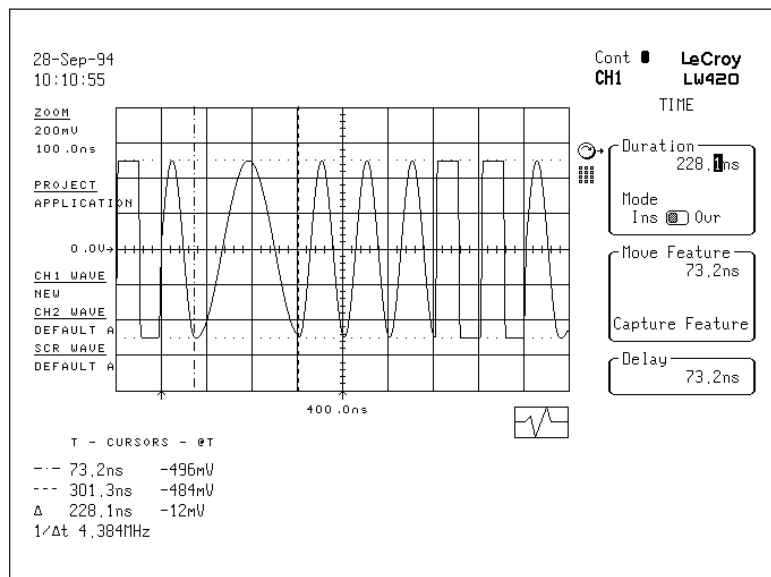 28-Sep-94
10:10:55
Cont
CH1
LeCroy
LW420
TIME
ZOOM
200mV
100.0ns
PROJECT
APPLICATION
0.0V
CH1 WAVE
NEW
CH2 WAVE
DEFAULT A
SCR WAVE
DEFAULT A
400.0ns
Duration
228.1ns
Mode
Ins Ovr
Move Feature
73.2ns
Capture Feature
Delay
73.2ns
T - CURSORS - @T
73.2ns -496mV
301.3ns -484mV
Δ 228.1ns -12mV
1/Δt 4.384MHz